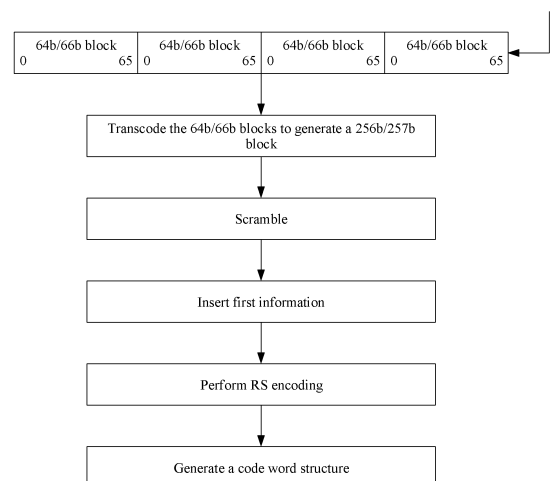 64b/66b block 64b/66b block 64b/66b block 64b/66b block
0 65 0 65 0 65 0 65
Transcode the 64b/66b blocks to generate a 256b/257b
block
Scramble
Insert first information
Perform RS encoding
Generate a code word structure